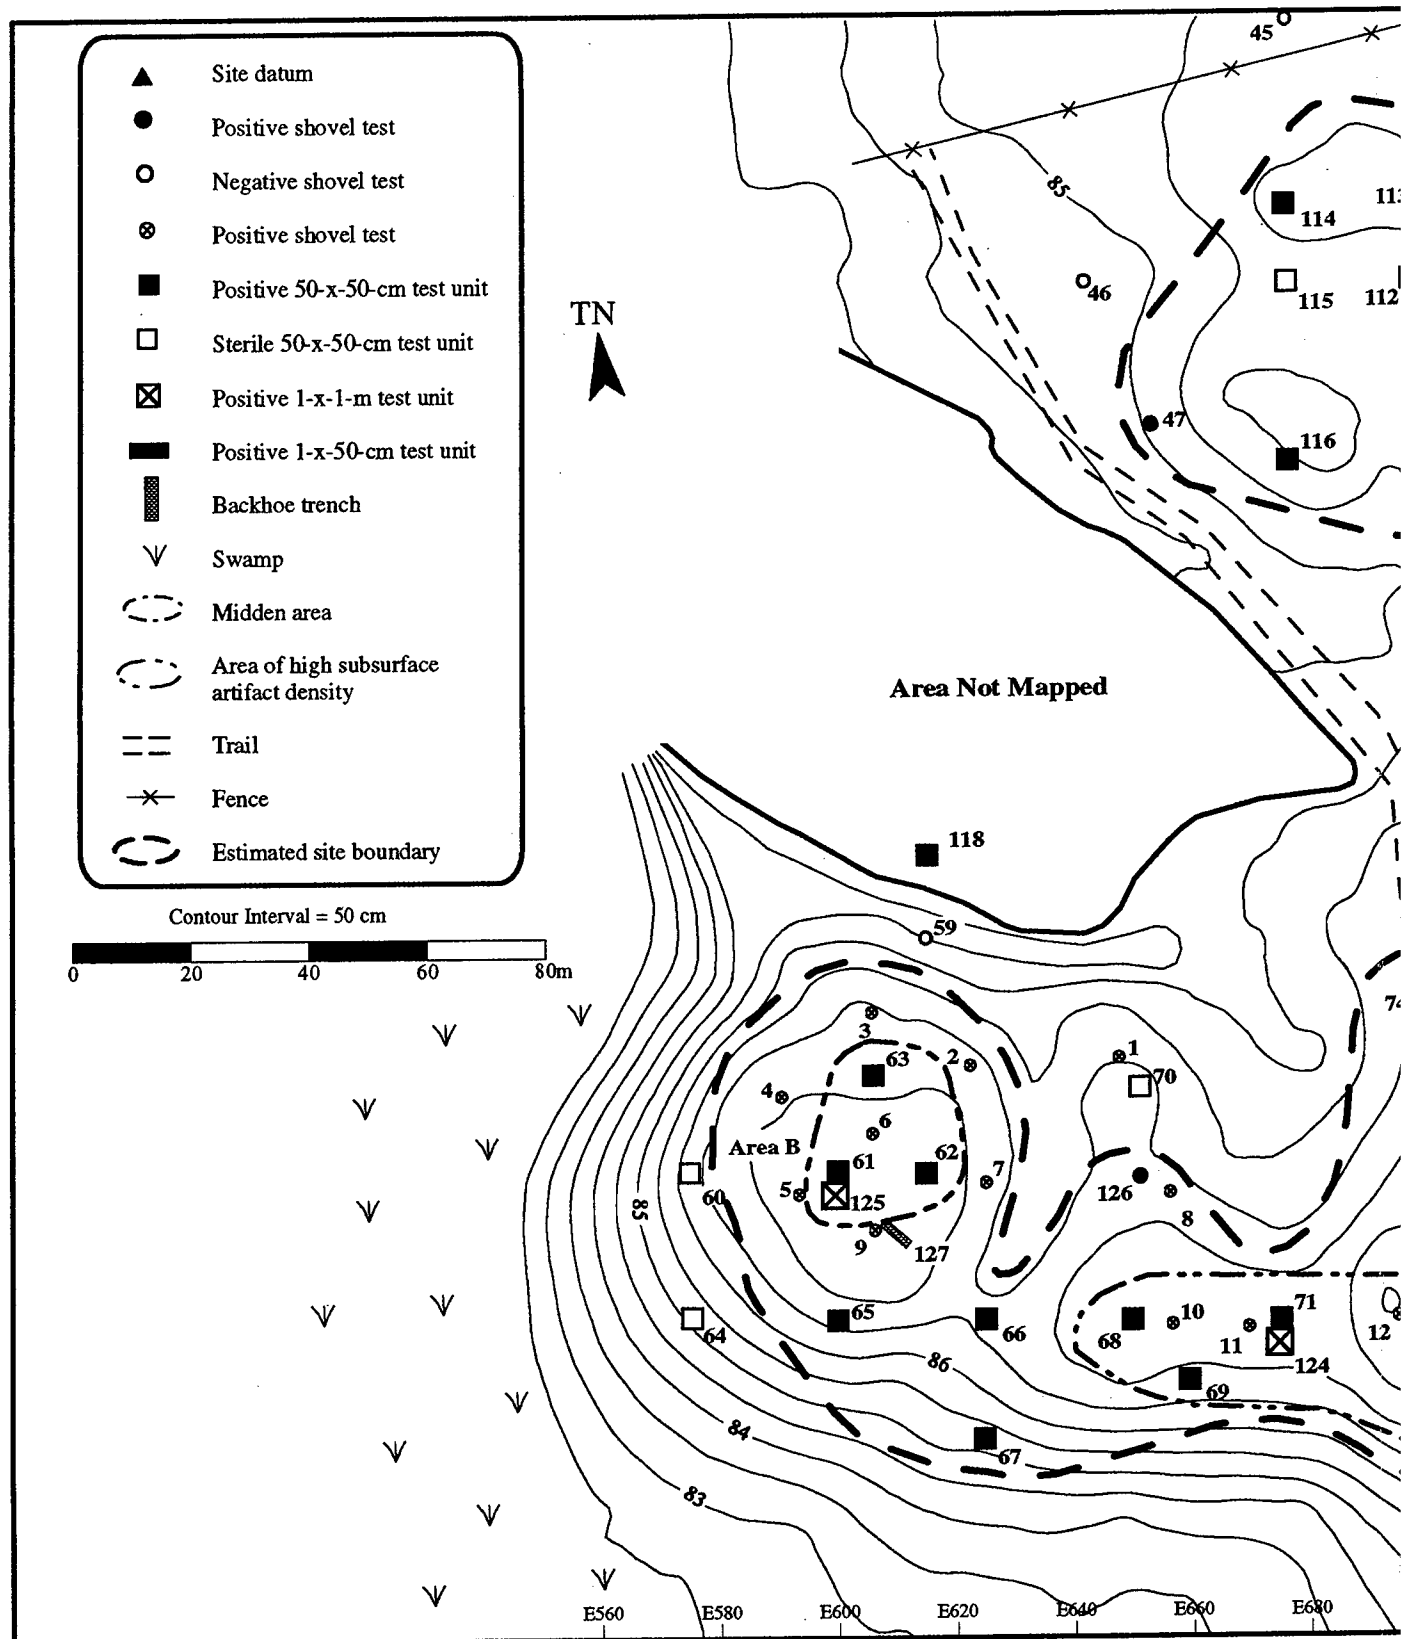 Site datum
Positive shovel test
Negative shovel test
Positive shovel test
Positive 50-x-50-cm test unit
Sterile 50-x-50-cm test unit
Positive 1-x-1-m test unit
Positive 1-x-50-cm test unit
Backhoe trench
Swamp
Midden area
Area of high subsurface
artifact density
Trail
Fence
Estimated site boundary
Contour Interval = 50 cm
0 20 40 60 80m
TN
45
85
114
46
115
112
47
116
Area Not Mapped
118
59
74
3
63
2
1
70
4
6
Area B
61
62
7
5
60
125
126
8
85
9
127
65
66
68
10
11
71
12
64
124
86
69
84
67
83
E560 E580 E600 E620 E640 E660 E680